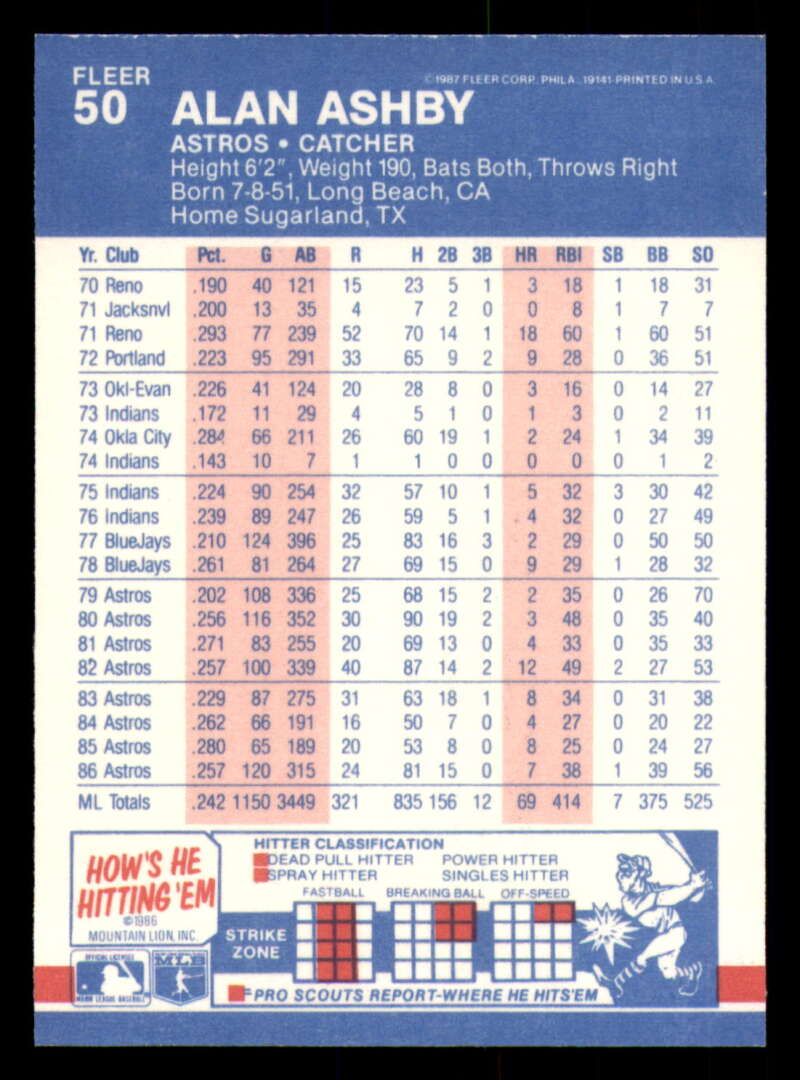 FLEER
© 1987 FLEER CORP. PHILA. 19141-PRINTED IN U.S.A.
50 ALAN ASHBY
ASTROS • CATCHER
Height 6'2", Weight 190, Bats Both, Throws Right
Born 7-8-51, Long Beach, CA
Home Sugarland, TX
Yr. Club Pct. G AB R H 2B 3B HR RBI SB BB SO
70 Reno .190 40 121 15 23 5 1 3 18 1 18 31
71 Jacksnvl .200 13 35 4 7 2 0 0 8 1 7 7
71 Reno .293 77 239 52 70 14 1 18 60 1 60 51
72 Portland .223 95 291 33 65 9 2 9 28 0 36 51
73 Okl-Evan .226 41 124 20 28 8 0 3 16 0 14 27
73 Indians .172 11 29 4 5 1 0 1 3 0 2 11
74 Okla City .284 66 211 26 60 19 1 2 24 1 34 39
74 Indians .143 10 7 1 1 0 0 0 0 0 1 2
75 Indians .224 90 254 32 57 10 1 5 32 3 30 42
76 Indians .239 89 247 26 59 5 1 4 32 0 27 49
77 BlueJays .210 124 396 25 83 16 3 2 29 0 50 50
78 BlueJays .261 81 264 27 69 15 0 9 29 1 28 32
79 Astros .202 108 336 25 68 15 2 2 35 0 26 70
80 Astros .256 116 352 30 90 19 2 3 48 0 35 40
81 Astros .271 83 255 20 69 13 0 4 33 0 35 33
82 Astros .257 100 339 40 87 14 2 12 49 2 27 53
83 Astros .229 87 275 31 63 18 1 8 34 0 31 38
84 Astros .262 66 191 16 50 7 0 4 27 0 20 22
85 Astros .280 65 189 20 53 8 0 8 25 0 24 27
86 Astros .257 120 315 24 81 15 0 7 38 1 39 56
ML Totals .242 1150 3449 321 835 156 12 69 414 7 375 525
HOW'S HE
HITTING 'EM
©1986
MOUNTAIN LION, INC.
OFFICIAL LICENSEE
MAJOR LEAGUE BASEBALL
MLB
HITTER CLASSIFICATION
DEAD PULL HITTER POWER HITTER
SPRAY HITTER SINGLES HITTER
FASTBALL BREAKING BALL OFF-SPEED
STRIKE
ZONE
=PRO SCOUTS REPORT-WHERE HE HITS'EM